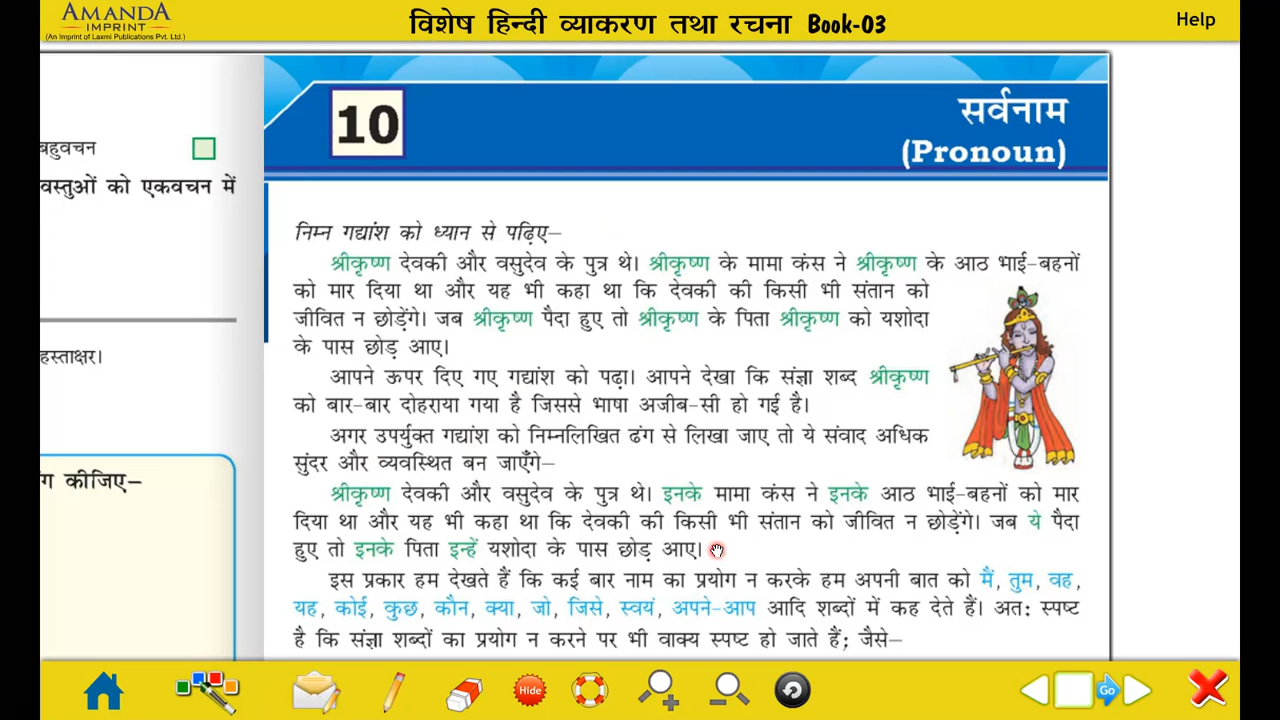 AMANDA
IMPRINT
(An Imprint of Laxmi Publications Pvt. Ltd.)
विशेष हिन्दी व्याकरण तथा रचना Book-03
Help
बहुवचन
वस्तुओं को एकवचन में
हस्ताक्षर।
ग कीजिए–
10
सर्वनाम
(Pronoun)
निम्न गद्यांश को ध्यान से पढ़िए–
श्रीकृष्ण देवकी और वसुदेव के पुत्र थे। श्रीकृष्ण के मामा कंस ने श्रीकृष्ण के आठ भाई-बहनों
को मार दिया था और यह भी कहा था कि देवकी की किसी भी संतान को
जीवित न छोड़ेंगे। जब श्रीकृष्ण पैदा हुए तो श्रीकृष्ण के पिता श्रीकृष्ण को यशोदा
के पास छोड़ आए।
आपने ऊपर दिए गए गद्यांश को पढ़ा। आपने देखा कि संज्ञा शब्द श्रीकृष्ण
को बार-बार दोहराया गया है जिससे भाषा अजीब-सी हो गई है।
अगर उपर्युक्त गद्यांश को निम्नलिखित ढंग से लिखा जाए तो ये संवाद अधिक
सुंदर और व्यवस्थित बन जाएँगे–
श्रीकृष्ण देवकी और वसुदेव के पुत्र थे। इनके मामा कंस ने इनके आठ भाई-बहनों को मार
दिया था और यह भी कहा था कि देवकी की किसी भी संतान को जीवित न छोड़ेंगे। जब ये पैदा
हुए तो इनके पिता इन्हें यशोदा के पास छोड़ आए।
इस प्रकार हम देखते हैं कि कई बार नाम का प्रयोग न करके हम अपनी बात को मैं, तुम, वह,
यह, कोई, कुछ, कौन, क्या, जो, जिसे, स्वयं, अपने-आप आदि शब्दों में कह देते हैं। अतः स्पष्ट
है कि संज्ञा शब्दों का प्रयोग न करने पर भी वाक्य स्पष्ट हो जाते हैं; जैसे–
Hide
Go